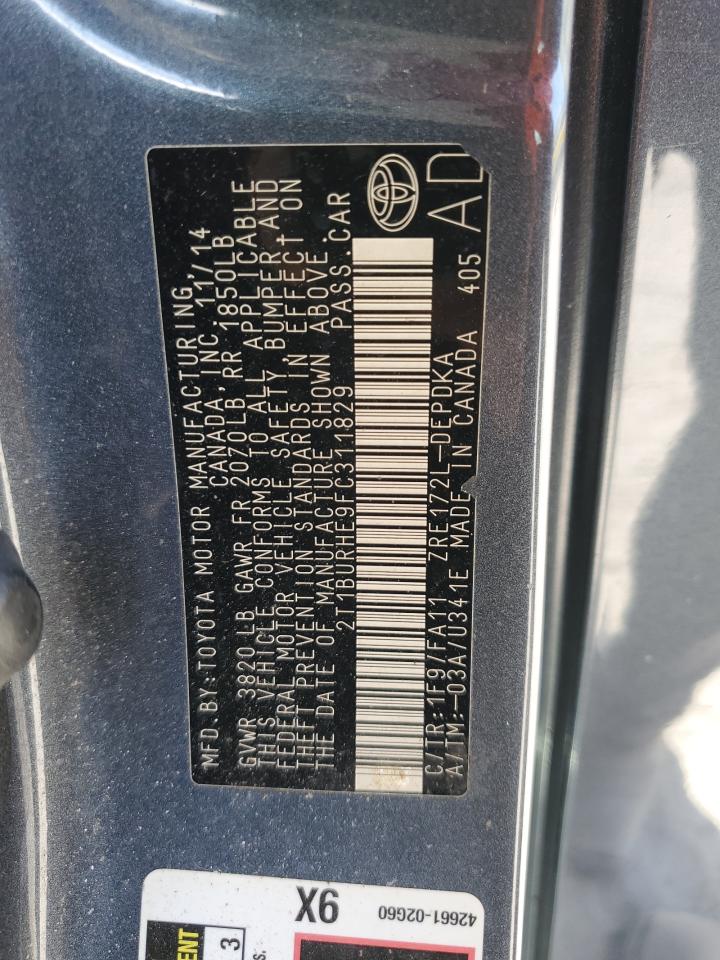 MFD.BY:TOYOTA MOTOR MANUFACTURING,
CANADA, INC. 11/14
GVWR 3820 LB GAWR FR 2070LB RR 1850LB
THIS VEHICLE CONFORMS TO ALL APPLICABLE
FEDERAL MOTOR VEHICLE SAFETY, BUMPER AND
THEFT PREVENTION STANDARDS IN EFFECT ON
THE DATE OF MANUFACTURE SHOWN ABOVE.
2T1BURHE9FC311829 PASS.CAR
C/TR:1F9/FA11 ZRE172L-DEPDKA
A/TM:-03A/U341E MADE IN CANADA 405
AD
9X
42661-02G60
3